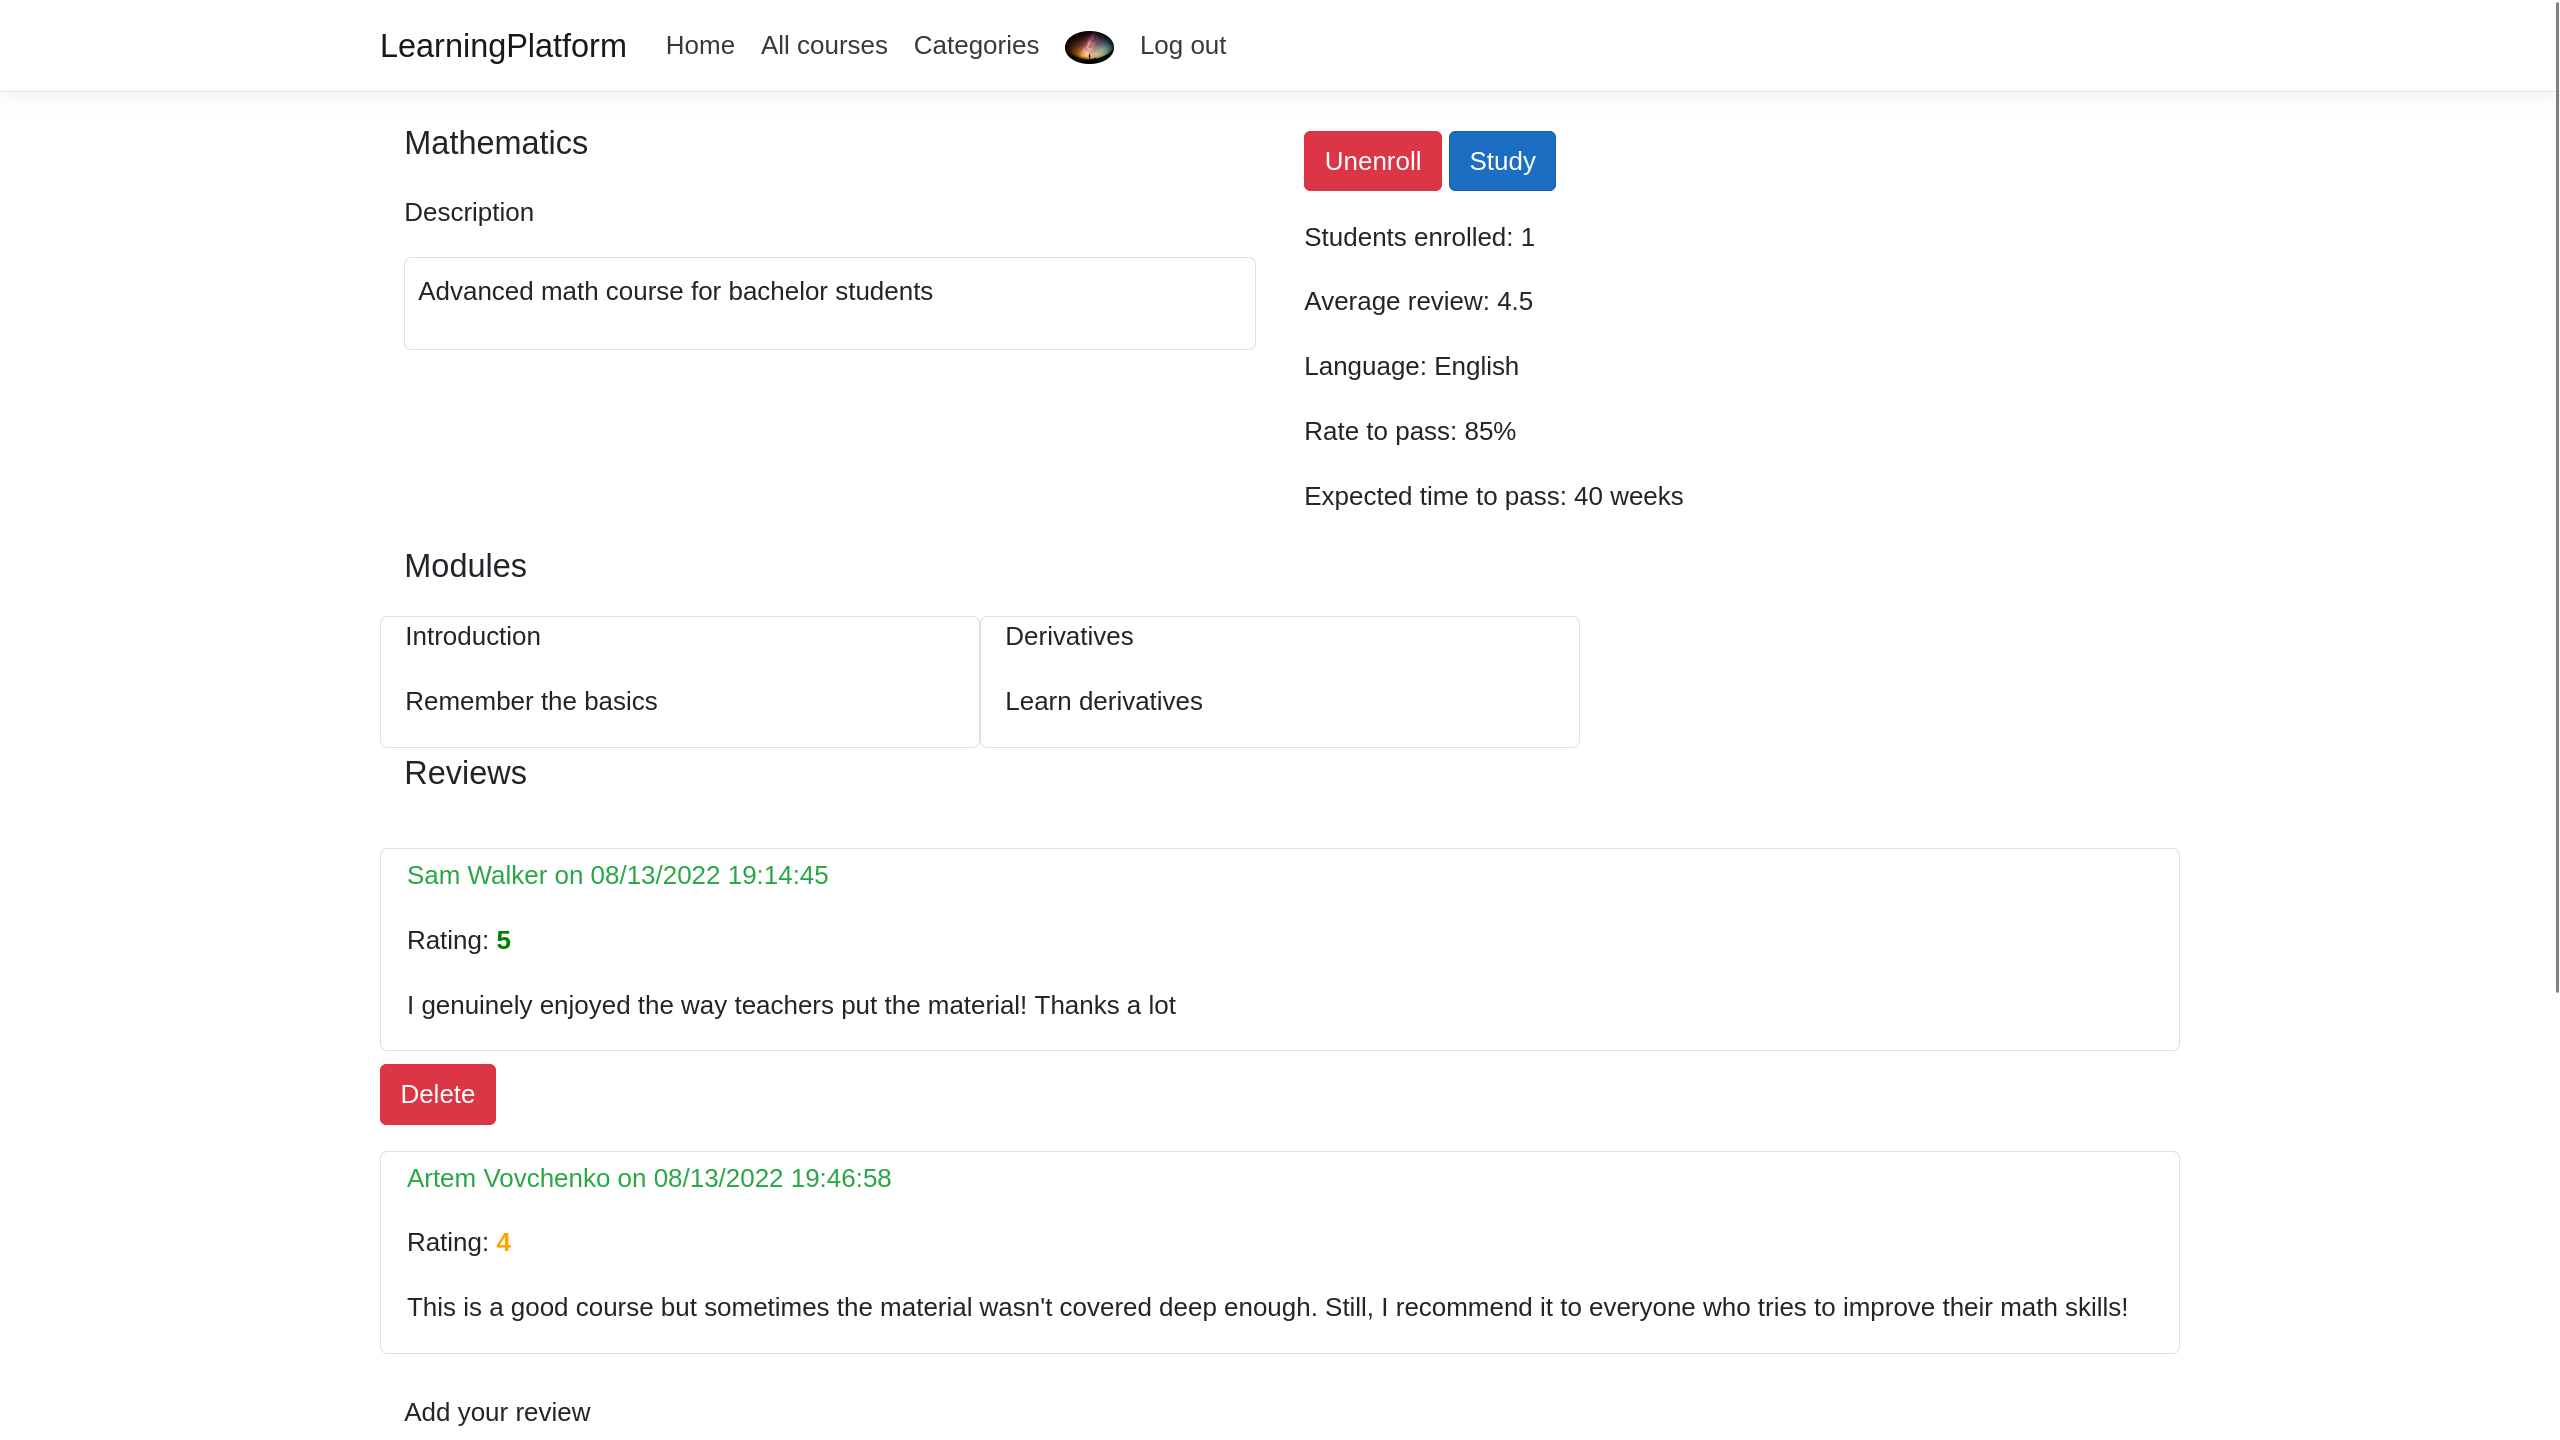 LearningPlatform Home All courses Categories Log out
Mathematics
Description
Advanced math course for bachelor students
Unenroll Study
Students enrolled: 1
Average review: 4.5
Language: English
Rate to pass: 85%
Expected time to pass: 40 weeks
Modules
Introduction
Remember the basics
Derivatives
Learn derivatives
Reviews
Sam Walker on 08/13/2022 19:14:45
Rating: 5
I genuinely enjoyed the way teachers put the material! Thanks a lot
Delete
Artem Vovchenko on 08/13/2022 19:46:58
Rating: 4
This is a good course but sometimes the material wasn't covered deep enough. Still, I recommend it to everyone who tries to improve their math skills!
Add your review